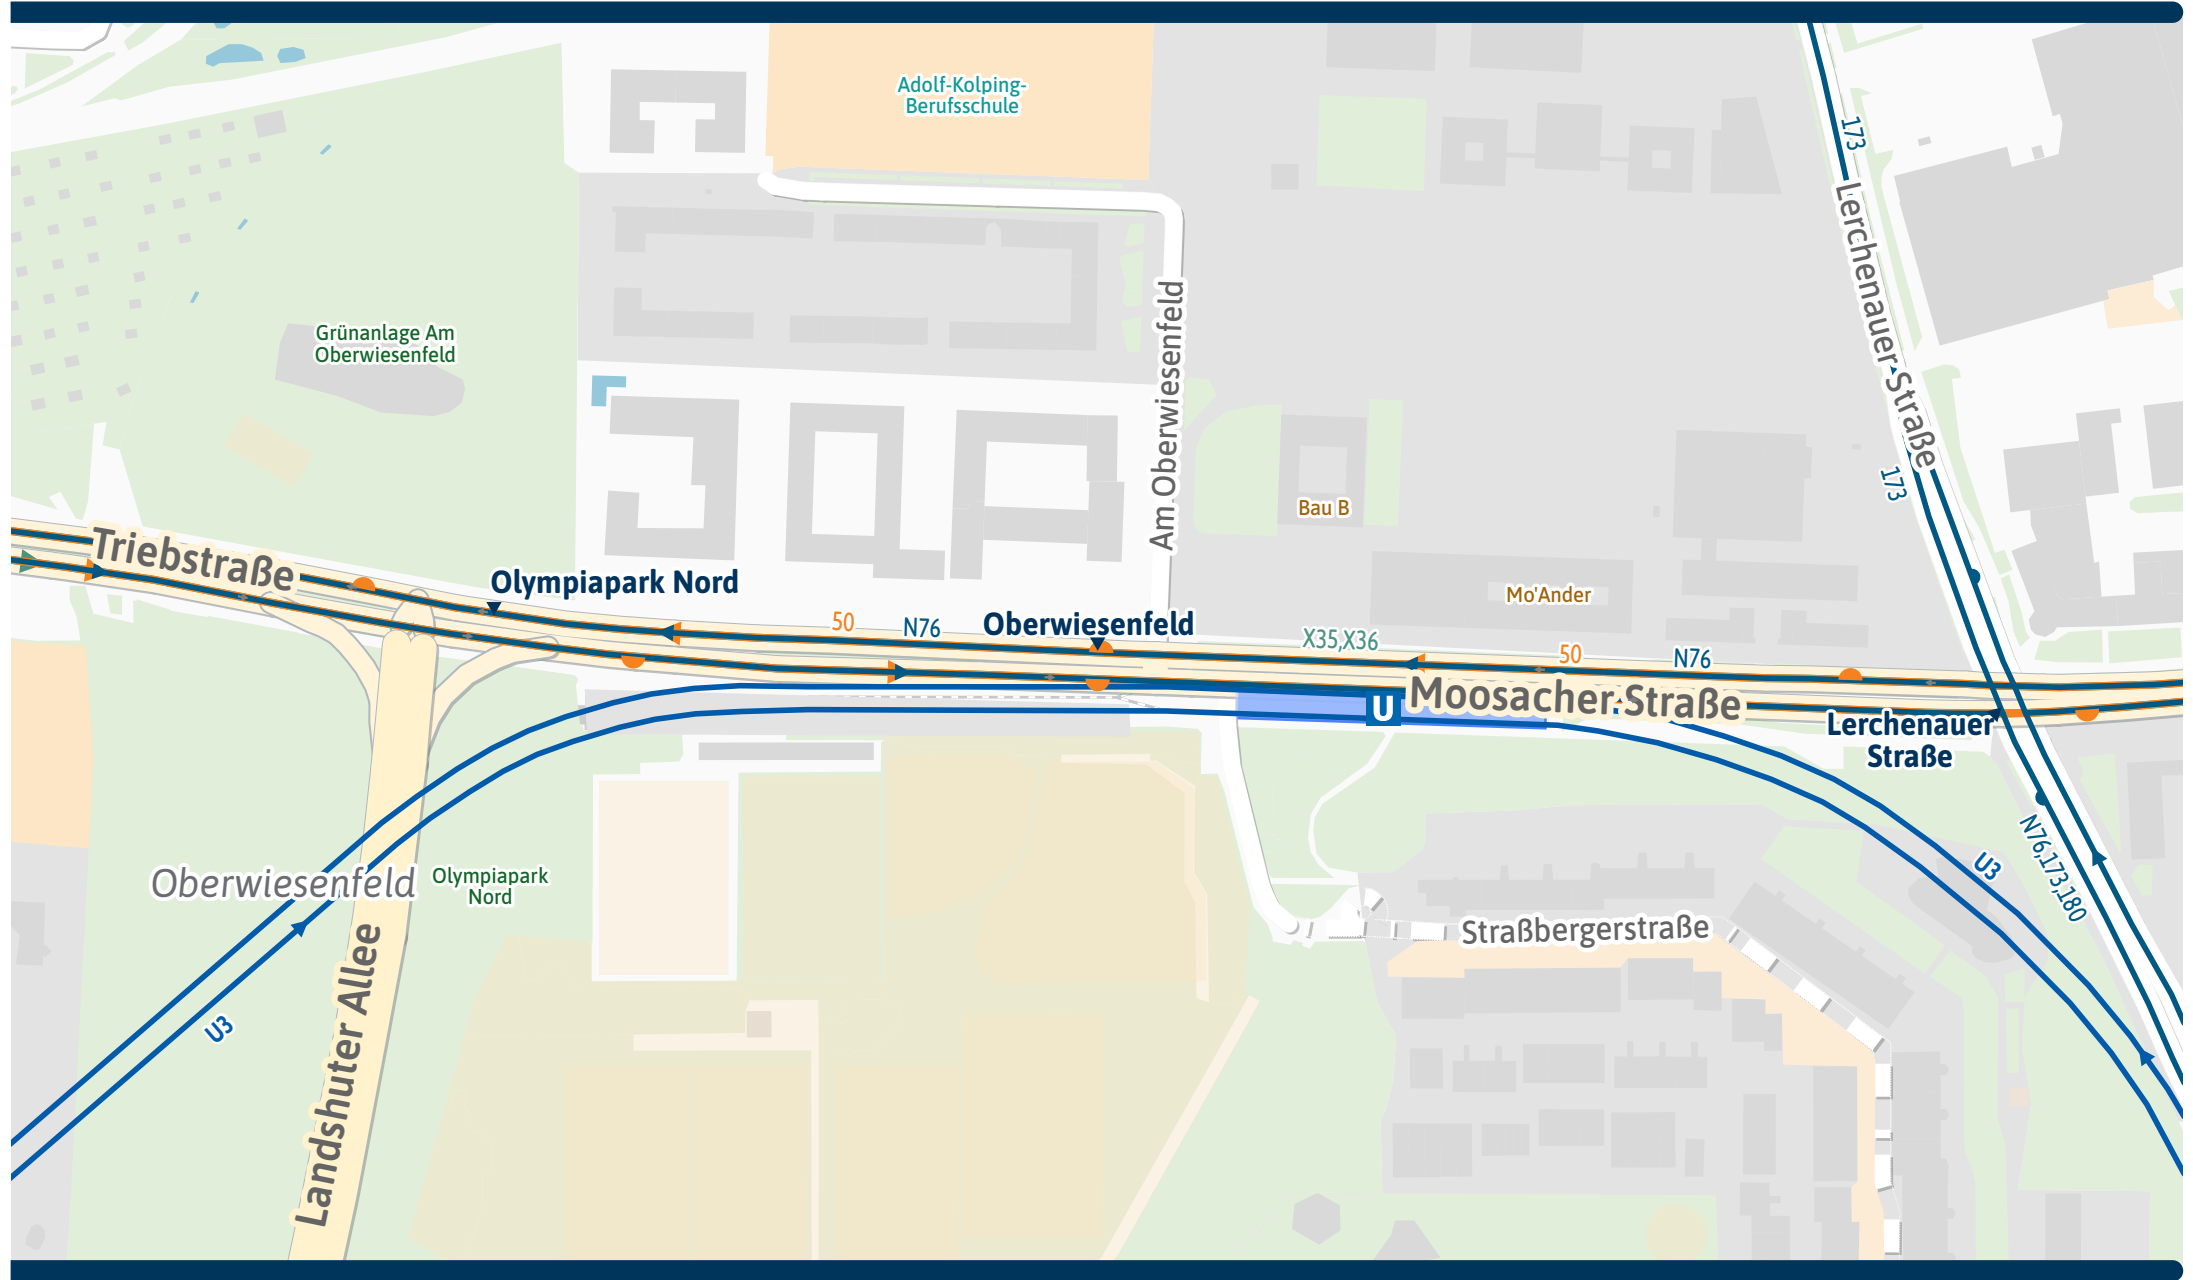 Adolf-Kolping-
Berufsschule
173
Lerchenauer Straße
Grünanlage Am
Oberwiesenfeld
Am Oberwiesenfeld
173
Bau B
Triebstraße
Olympiapark Nord
Mo'Ander
50
N76
Oberwiesenfeld
X35,X36
50
N76
U
Moosacher Straße
Lerchenauer
Straße
Oberwiesenfeld
Olympiapark
Nord
U3
N76,173,180
Straßbergerstraße
Landshuter Allee
U3